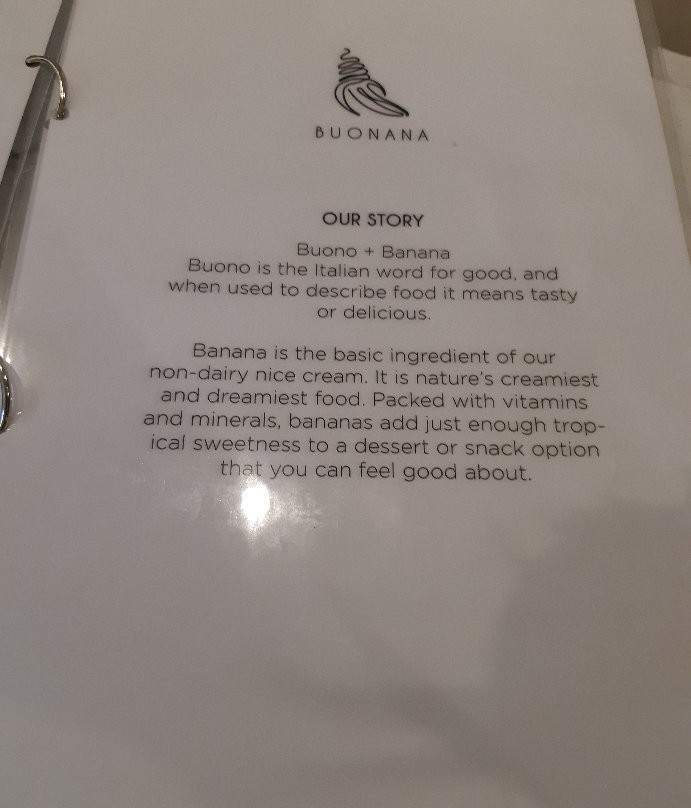 BUONANA
OUR STORY
Buono + Banana
Buono is the Italian word for good, and
when used to describe food it means tasty
or delicious.
Banana is the basic ingredient of our
non-dairy nice cream. It is nature's creamiest
and dreamiest food. Packed with vitamins
and minerals, bananas add just enough trop-
ical sweetness to a dessert or snack option
that you can feel good about.